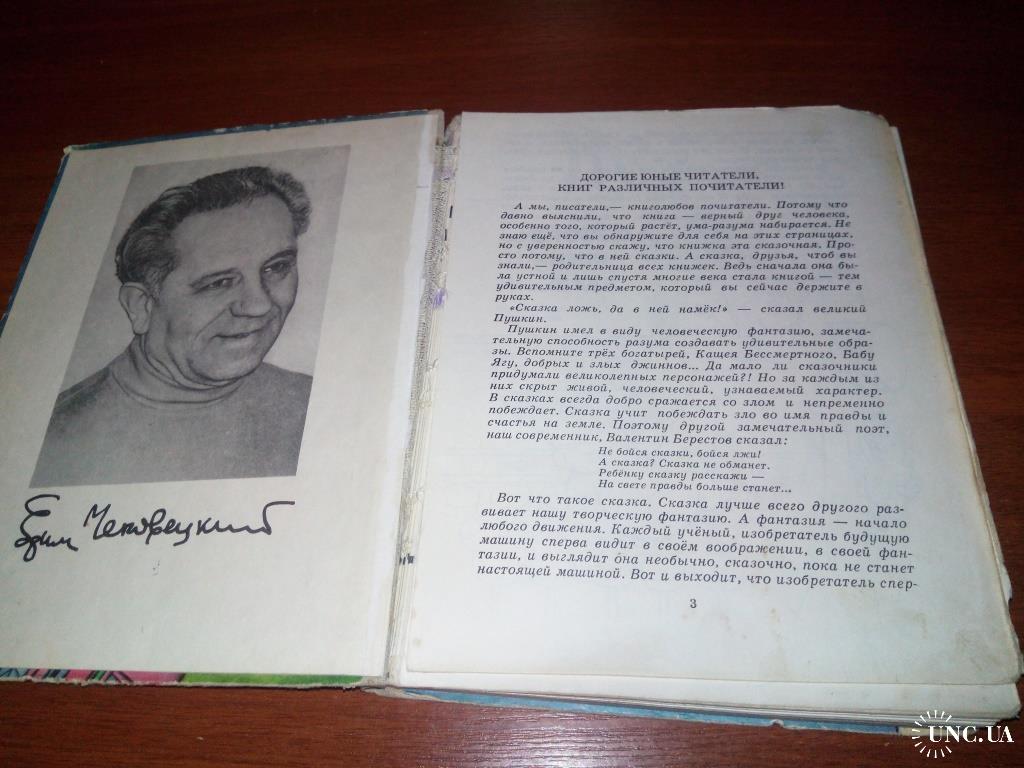 Ефим Чеповецкий
ДОРОГИЕ ЮНЫЕ ЧИТАТЕЛИ,
КНИГ РАЗЛИЧНЫХ ПОЧИТАТЕЛИ!
А мы, писатели,— книголюбов почитатели. Потому что
давно выяснили, что книга — верный друг человека,
особенно того, который растёт, ума-разума набирается. Не
знаю ещё, что вы обнаружите для себя на этих страницах,
но с уверенностью скажу, что книжка эта сказочная. Про-
сто потому, что в ней сказки. А сказка, друзья, чтоб вы
знали,— родительница всех книжек. Ведь сначала она бы-
ла устной и лишь спустя многие века стала книгой — тем
удивительным предметом, который вы сейчас держите в
руках.
«Сказка ложь, да в ней намёк!» — сказал великий
Пушкин.
Пушкин имел в виду человеческую фантазию, замеча-
тельную способность разума создавать удивительные обра-
зы. Вспомните трёх богатырей, Кащея Бессмертного, Бабу
Ягу, добрых и злых джиннов... Да мало ли сказочники
придумали великолепных персонажей?! Но за каждым из
них скрыт живой, человеческий, узнаваемый характер.
В сказках всегда добро сражается со злом и непременно
побеждает. Сказка учит побеждать зло во имя правды и
счастья на земле. Поэтому другой замечательный поэт,
наш современник, Валентин Берестов сказал:
Не бойся сказки, бойся лжи!
А сказка? Сказка не обманет.
Ребёнку сказку расскажи —
На свете правды больше станет...
Вот что такое сказка. Сказка лучше всего другого раз-
вивает нашу творческую фантазию. А фантазия — начало
любого движения. Каждый учёный, изобретатель будущую
машину сперва видит в своём воображении, в своей фан-
тазии, и выглядит она необычно, сказочно, пока не станет
настоящей машиной. Вот и выходит, что изобретатель спер-
3
UNC.UA